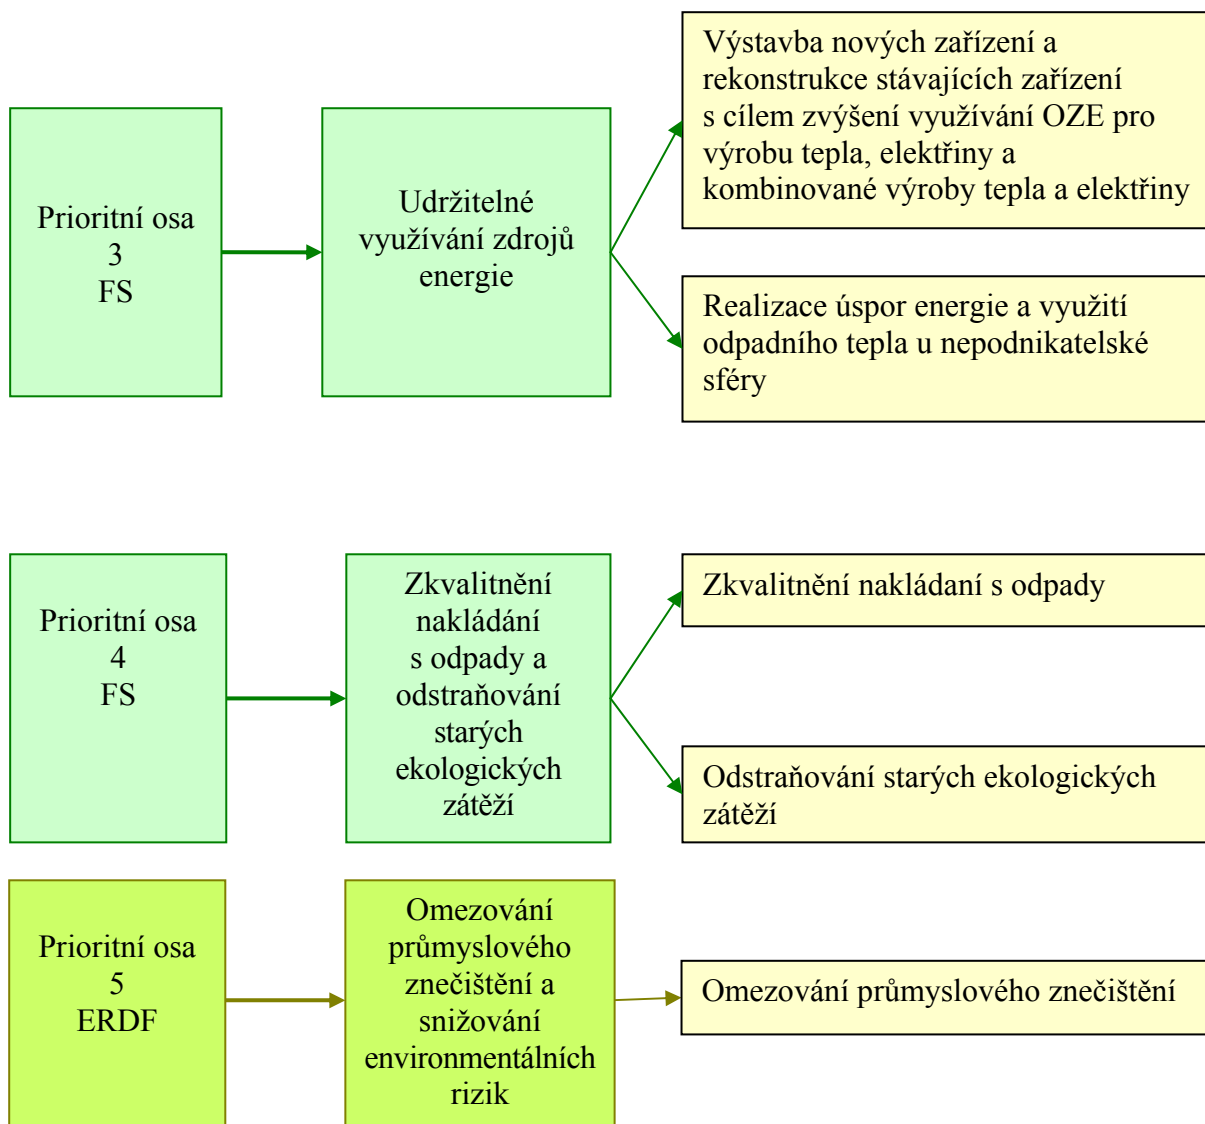 Prioritní osa
3
FS
Udržitelné
využívání zdrojů
energie
Výstavba nových zařízení a
rekonstrukce stávajících zařízení
s cílem zvýšení využívání OZE pro
výrobu tepla, elektřiny a
kombinované výroby tepla a elektřiny
Realizace úspor energie a využití
odpadního tepla u nepodnikatelské
sféry
Prioritní osa
4
FS
Zkvalitnění
nakládání
s odpady a
odstraňování
starých
ekologických
zátěží
Zkvalitnění nakládaní s odpady
Odstraňování starých ekologických
zátěží
Prioritní osa
5
ERDF
Omezování
průmyslového
znečištění a
snižování
environmentálních
rizik
Omezování průmyslového znečištění